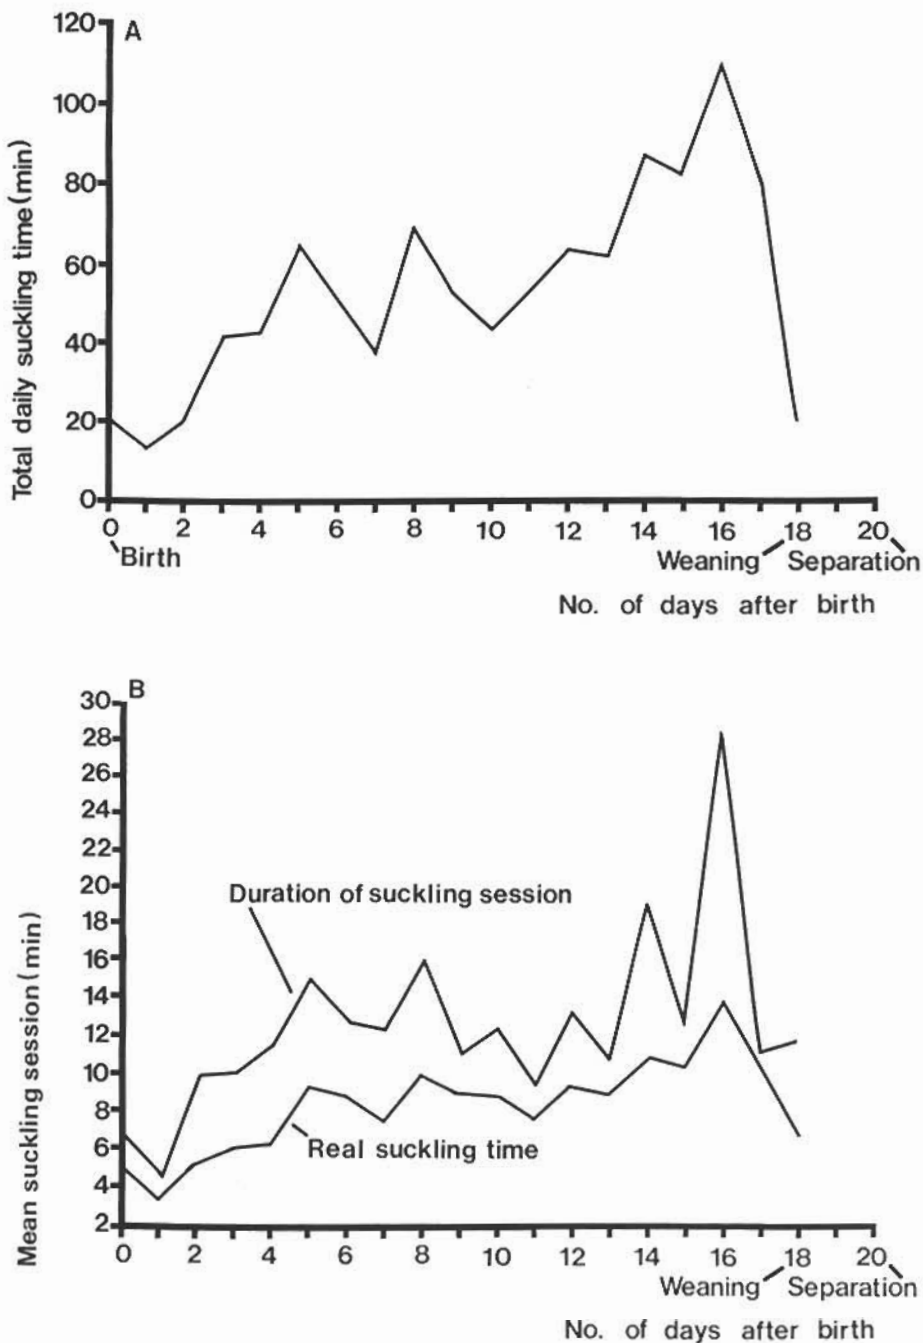 A
120
100
80
60
40
20
0
Total daily suckling time (min)
0 2 4 6 8 10 12 14 16 18 20
Birth Weaning Separation
No. of days after birth
B
30
28
26
24
22
20
18
16
14
12
10
8
6
4
2
Mean suckling session (min)
Duration of suckling session
Real suckling time
0 2 4 6 8 10 12 14 16 18 20
Weaning Separation
No. of days after birth